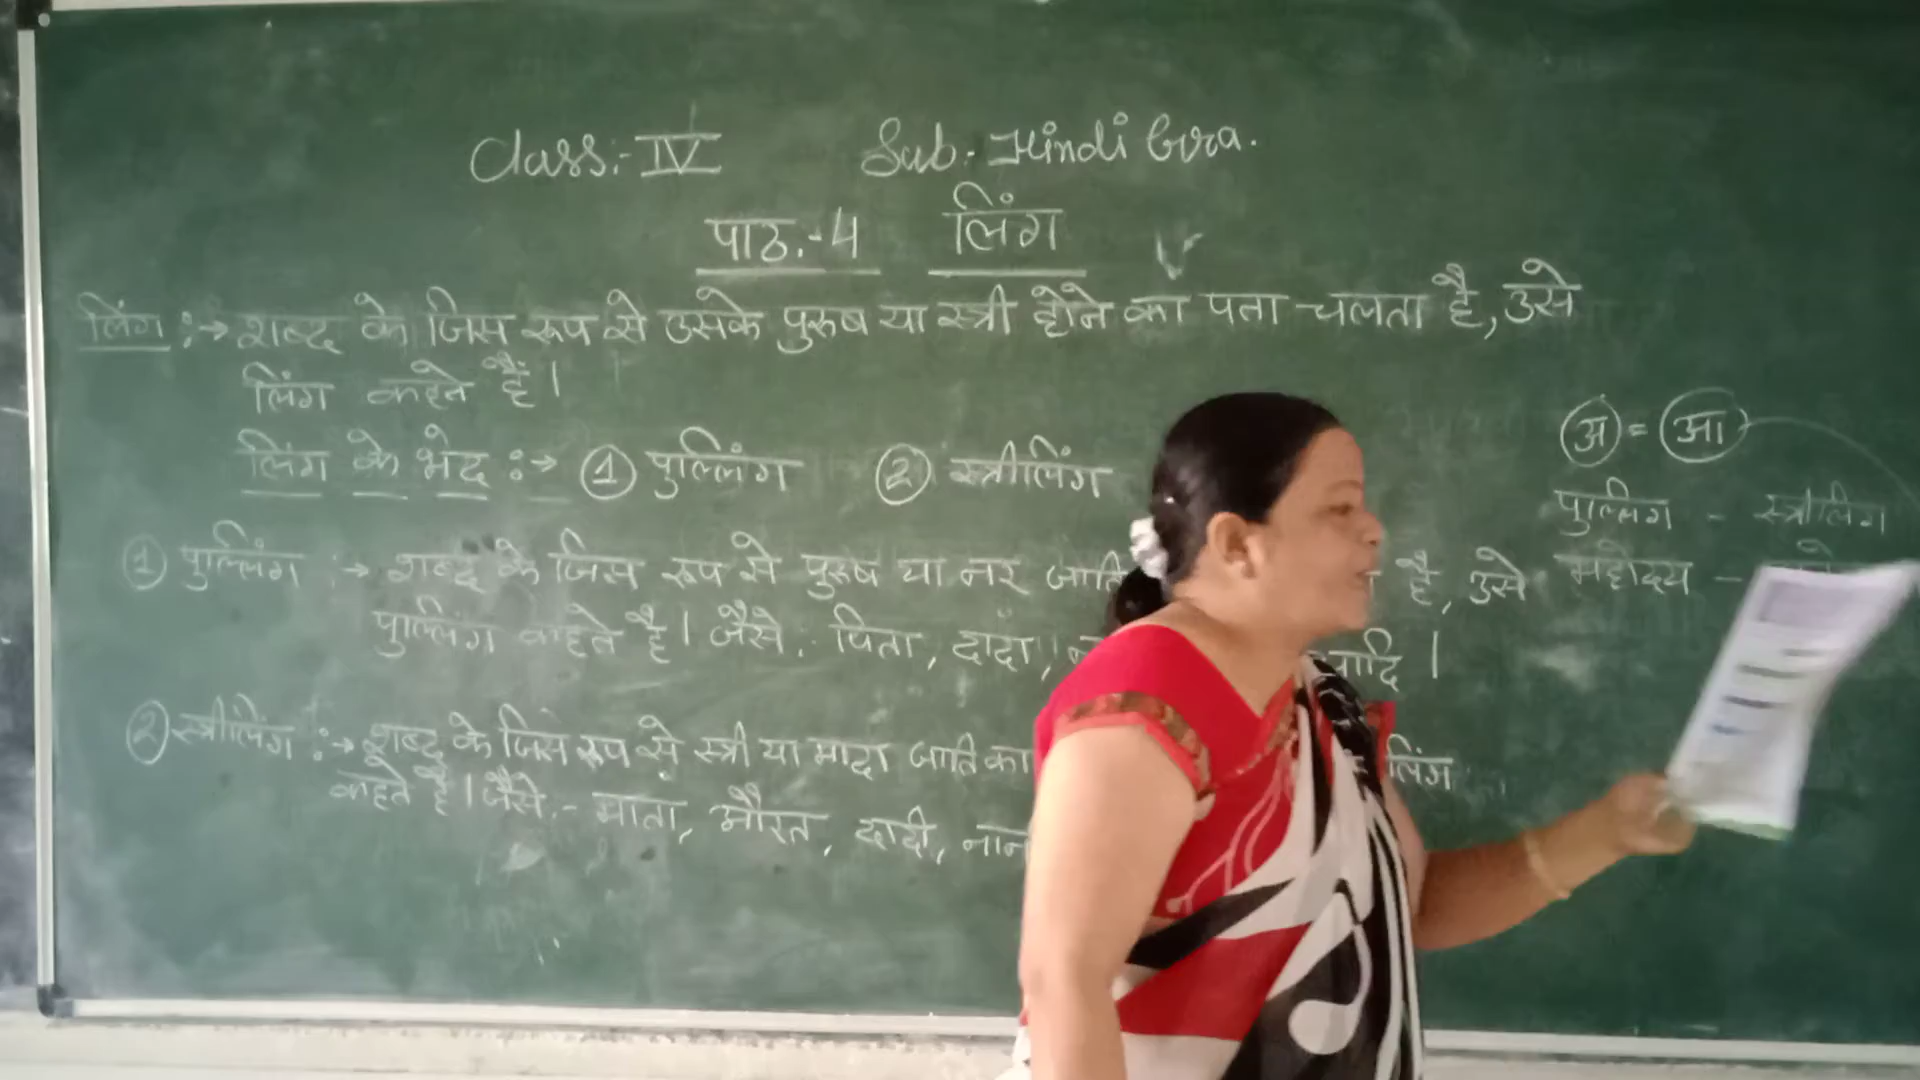 Class:- IV Sub.- Hindi Gra.
पाठ.-4 लिंग
लिंग :→ शब्द के जिस रूप से उसके पुरुष या स्त्री होने का पता चलता है, उसे
लिंग कहते हैं।
लिंग के भेद :→ ① पुल्लिंग ② स्त्रीलिंग
① पुल्लिंग :→ शब्द के जिस रूप से पुरुष या नर है, उसे
पुल्लिंग कहते है। जैसे.- पिता, दादा, आदि।
② स्त्रीलिंग :→ शब्द के जिस रूप से स्त्री या मादा जाति का लिंग
कहते है। जैसे.- माता, औरत, दादी,
अ = आ
पुल्लिग - स्त्रीलिंग
महोदय -